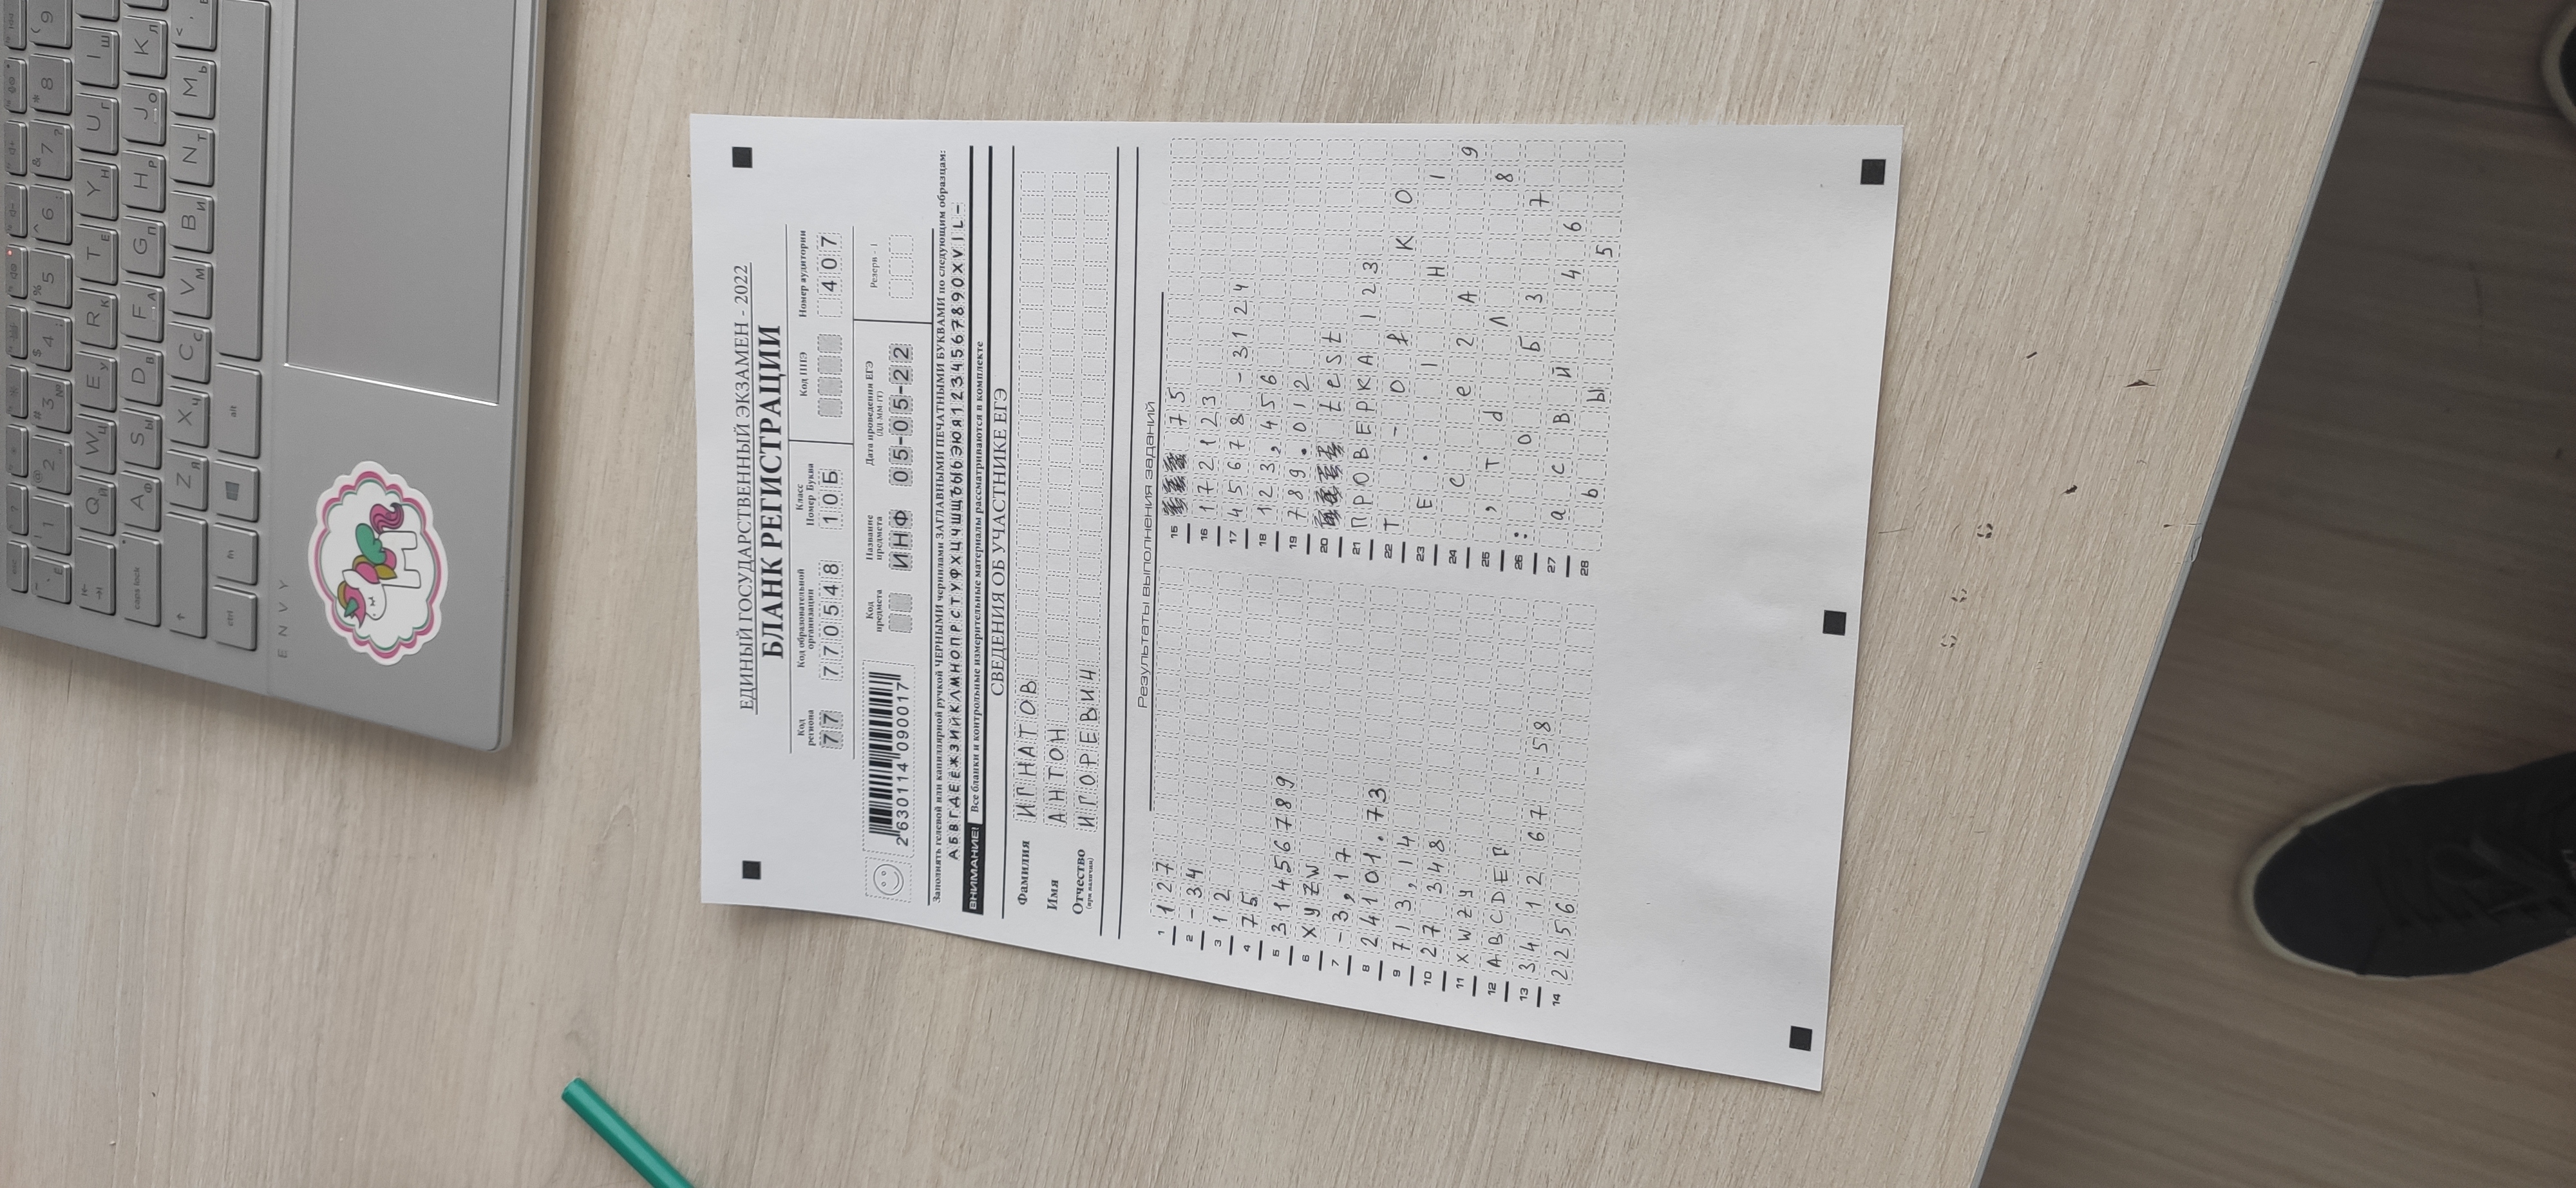 esc ? * * ◄ - ◄ +
~ ` Ё ! 1 @ 2 " # 3 № $ 4 ; % 5 ^ 6 : & 7 ? * 8 ( 9
Q Й W Ц E У R К T Е Y Н U Г I Ш
caps lock A Ф S Ы D В F А G П H Р J О K Л
Z Я X Ч C С V М B И N Т M Ь <
ctrl fn alt
ENVY
ЕДИНЫЙ ГОСУДАРСТВЕННЫЙ ЭКЗАМЕН - 2022
БЛАНК РЕГИСТРАЦИИ
Код региона Код образовательной организации Класс Номер Буква Код ППЭ Номер аудитории
77 770548 10Б 407
Код предмета Название предмета Дата проведения ЕГЭ (ДД-ММ-ГГ) Резерв - 1
2630114090017 ИНФ 05-05-22
Заполнять гелевой или капиллярной ручкой ЧЕРНЫМИ чернилами ЗАГЛАВНЫМИ ПЕЧАТНЫМИ БУКВАМИ по следующим образцам:
АБВГДЕЁЖЗИЙКЛМНОПРСТУФХЦЧШЩЪЫЬЭЮЯ1234567890XVIL-
ВНИМАНИЕ! Все бланки и контрольные измерительные материалы рассматриваются в комплекте
СВЕДЕНИЯ ОБ УЧАСТНИКЕ ЕГЭ
Фамилия ИГНАТОВ
Имя АНТОН
Отчество (при наличии) ИГОРЕВИЧ
Результаты выполнения заданий
1 127
2 -34
3 12
4 75
5 31456789
6 XYZW
7 -3,17
8 24101.73
9 713,14
10 27 348
11 XWZY
12 ABCDEF
13 34 12 67 -58
14 2256
15 75
16 172123
17 45678 -3124
18 123,456
19 789.012
20 test
21 ПРОВЕРКА 123
22 Т - О f К О
23 Е . 1 Н 1
24 С е 2 А 9
25 , Т d Л 8
26 : О Б 3 7
27 а С В Й 4 6
28 Ь Ы 5